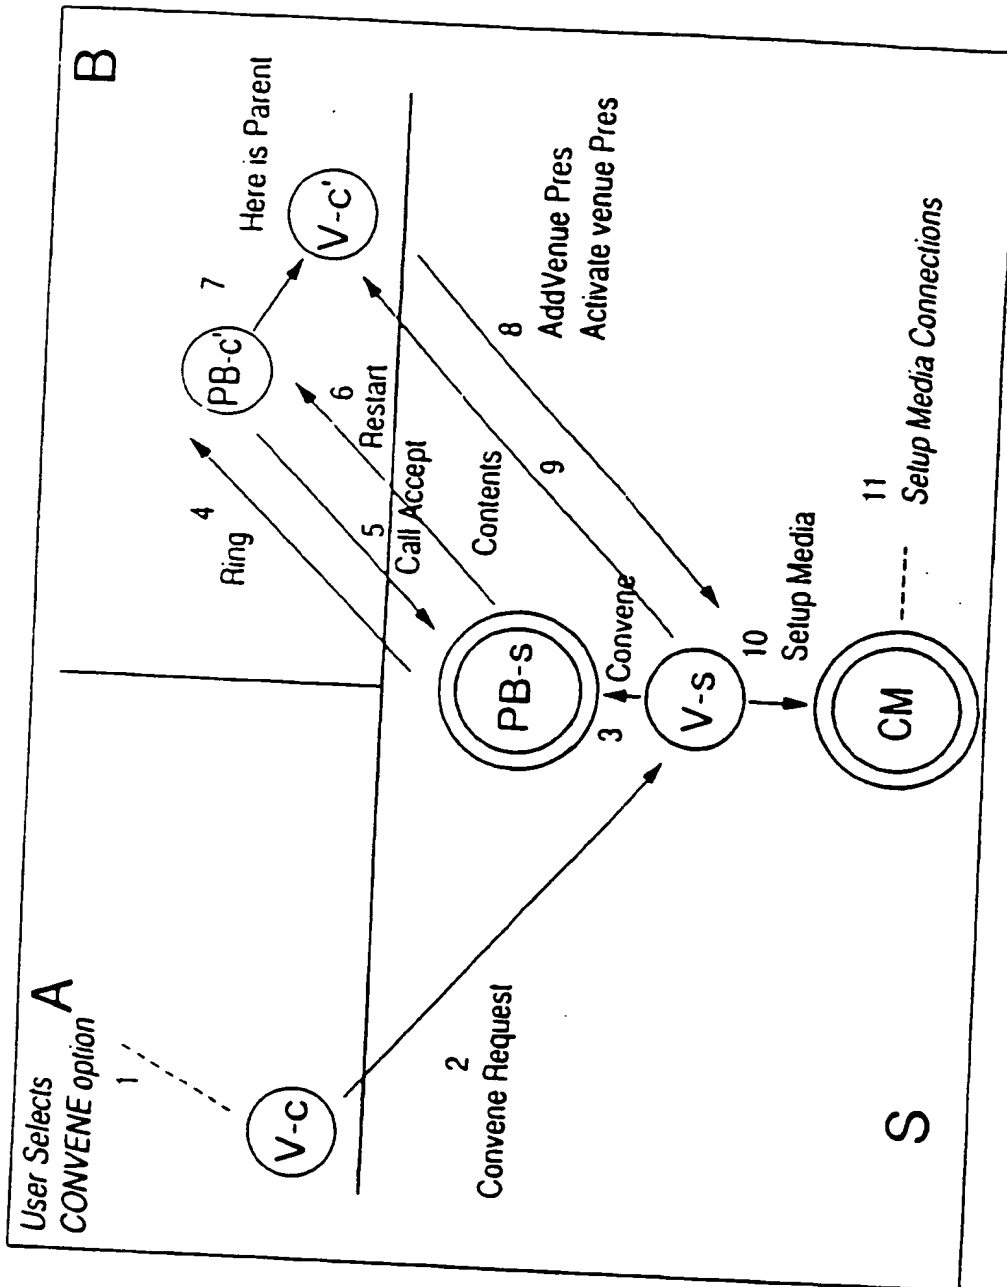 User Selects
CONVENE option
A
1
V-c
2
Convene Request
S
B
4
Ring
PB-c'
7
Here is Parent
V-c'
5
Call Accept
6
Restart
Contents
9
8
AddVenue Pres
Activate venue Pres
PB-s
3
Convene
V-s
10
Setup Media
CM
11
Setup Media Connections